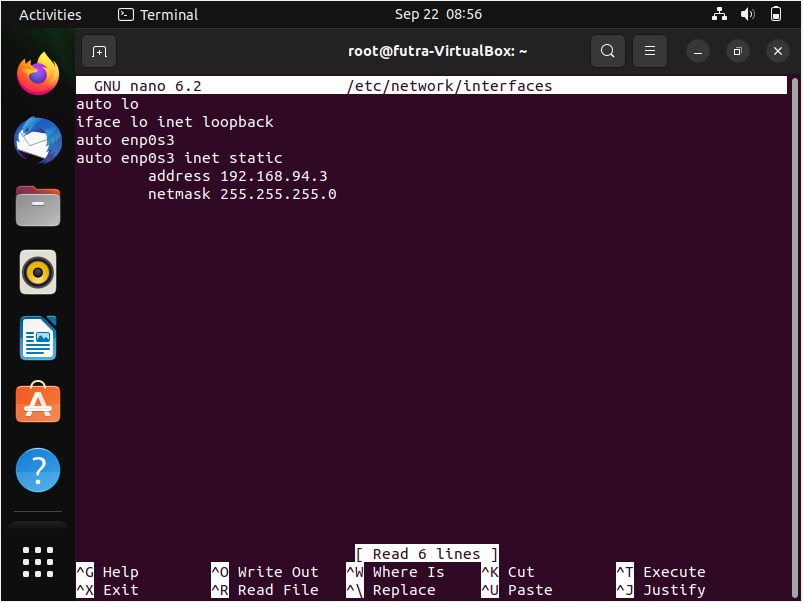 Activities Terminal Sep 22 08:56
root@futra-VirtualBox: ~
GNU nano 6.2 /etc/network/interfaces
auto lo
iface lo inet loopback
auto enp0s3
auto enp0s3 inet static
address 192.168.94.3
netmask 255.255.255.0
[ Read 6 lines ]
^G Help ^O Write Out ^W Where Is ^K Cut ^T Execute
^X Exit ^R Read File ^\ Replace ^U Paste ^J Justify